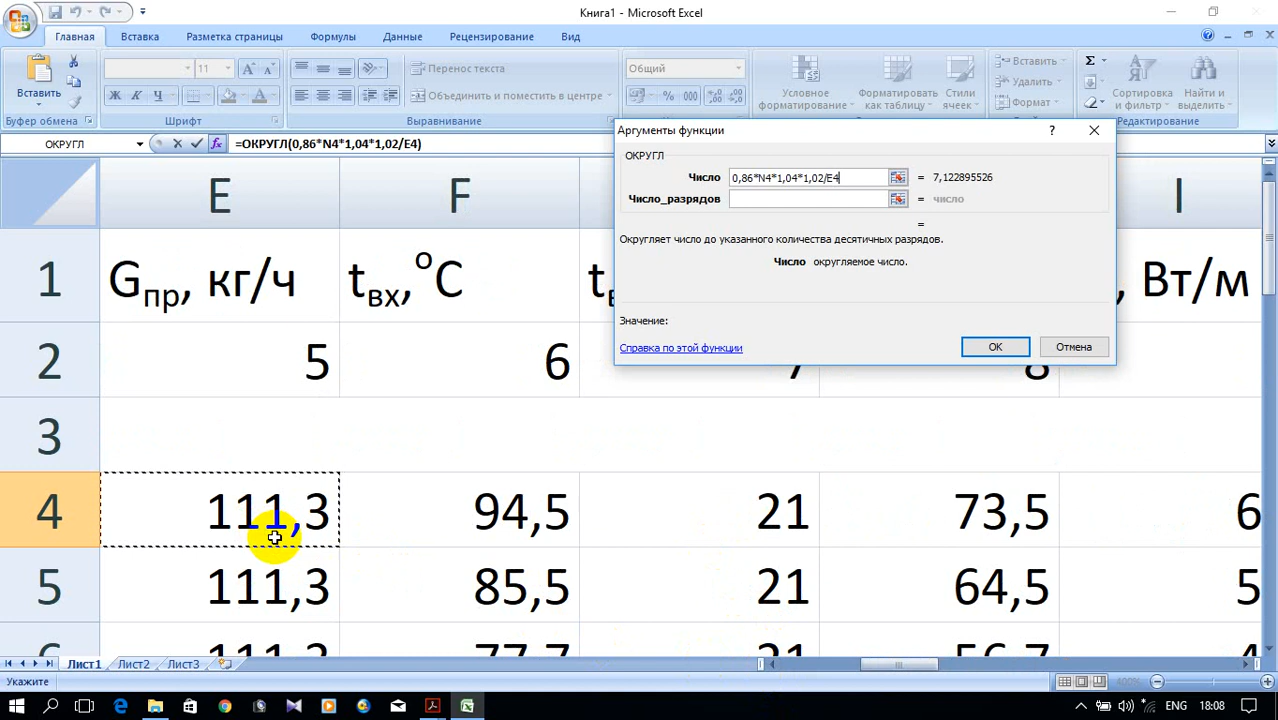 Книга1 - Microsoft Excel
Главная Вставка Разметка страницы Формулы Данные Рецензирование Вид
Вставить
Буфер обмена
11
Ж К Ч
Шрифт
Перенос текста
Объединить и поместить в центре
Выравнивание
Общий
% 000
Условное форматирование
Форматировать как таблицу
Стили ячеек
Вставить
Удалить
Формат
Σ
Сортировка и фильтр
Найти и выделить
Редактирование
ОКРУГЛ
fx
=ОКРУГЛ(0,86*N4*1,04*1,02/E4)
Аргументы функции
?
ОКРУГЛ
Число 0,86*N4*1,04*1,02/E4 = 7,122895526
Число_разрядов = число
=
Округляет число до указанного количества десятичных разрядов.
Число округляемое число.
Значение:
Справка по этой функции
ОК Отмена
E F I
1 Gпр, кг/ч tвх, оС , Вт/м
2 5 6 7 8
3
4 111,3 94,5 21 73,5 6
5 111,3 85,5 21 64,5 5
Лист1 Лист2 Лист3
Укажите 400%
ENG 18:08